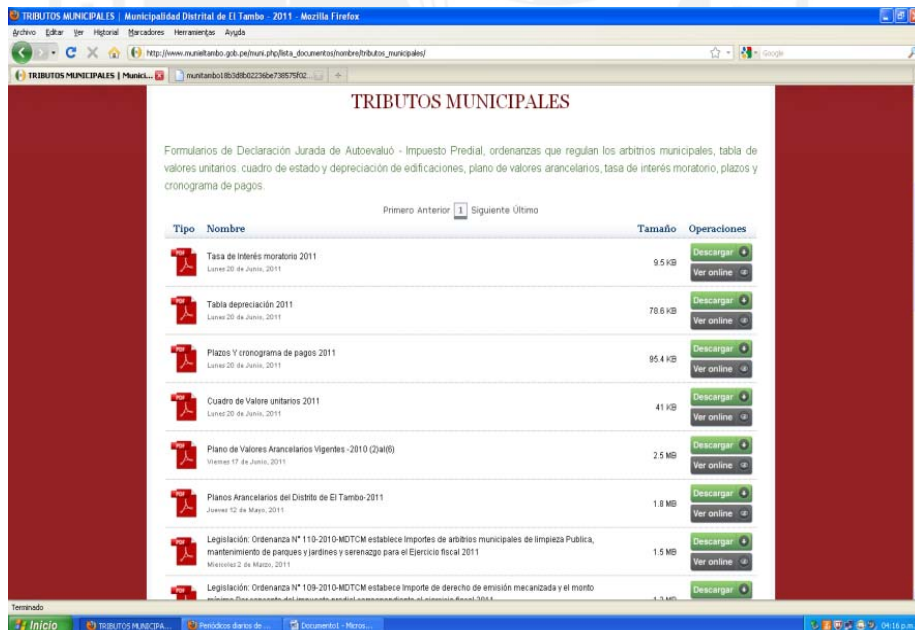 TRIBUTOS MUNICIPALES | Municipalidad Distrital de El Tambo - 2011 - Mozilla Firefox
Archivo Editar Ver Historial Marcadores Herramientas Ayuda
http://www.munieltambo.gob.pe/muni.php/lista_documentos/nombre/tributos_municipales/
Google
TRIBUTOS MUNICIPALES | Munici...
TRIBUTOS MUNICIPALES
Formularios de Declaración Jurada de Autoevaluó - Impuesto Predial, ordenanzas que regulan los arbitrios municipales, tabla de
valores unitarios, cuadro de estado y depreciación de edificaciones, plano de valores arancelarios, tasa de interés moratorio, plazos y
cronograma de pagos.
Primero Anterior 1 Siguiente Último
Tipo Nombre Tamaño Operaciones
PDF Tasa de Interés moratorio 2011 9.5 KB Descargar
Lunes 20 de Junio, 2011 Ver online
PDF Tabla depreciación 2011 78.6 KB Descargar
Lunes 20 de Junio, 2011 Ver online
PDF Plazos Y cronograma de pagos 2011 95.4 KB Descargar
Lunes 20 de Junio, 2011 Ver online
PDF Cuadro de Valore unitarios 2011 41 KB Descargar
Lunes 20 de Junio, 2011 Ver online
PDF Plano de Valores Arancelarios Vigentes -2010 (2)al(6) 2.5 MB Descargar
Viernes 17 de Junio, 2011 Ver online
PDF Planos Arancelarios del Distrito de El Tambo-2011 1.8 MB Descargar
Jueves 12 de Mayo, 2011 Ver online
PDF Legislación: Ordenanza N° 110-2010-MDTCM establece Importes de arbitrios municipales de limpieza Publica, Descargar
mantenimiento de parques y jardines y serenazgo para el Ejercicio fiscal 2011 1.5 MB
Miercoles 2 de Marzo, 2011 Ver online
PDF Legislación: Ordenanza N° 109-2010-MDTCM estabece Importe de derecho de emisión mecanizada y el monto Descargar
Terminado
Inicio TRIBUTOS MUNICIPA... Periódicos diarios de ... Documento1 - Micros... 04:16 p.m.